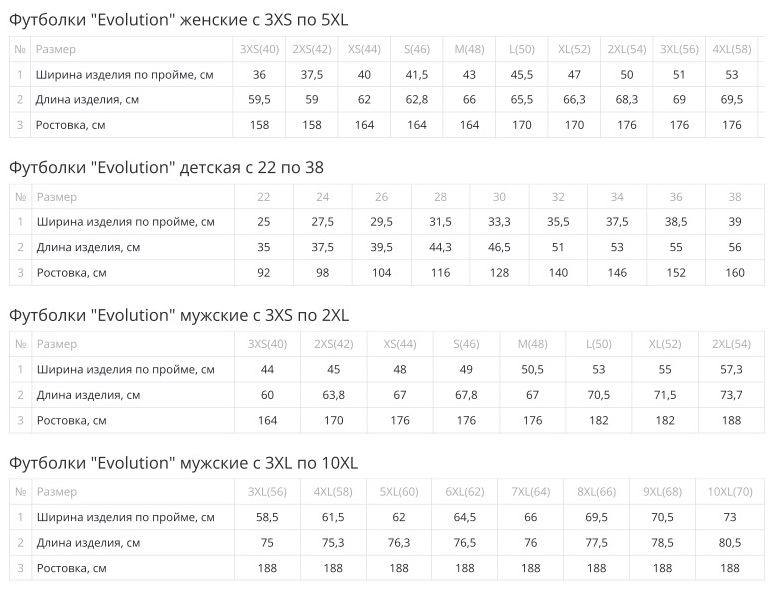 Футболки "Evolution" женские с 3XS по 5XL
№ Размер 3XS(40) 2XS(42) XS(44) S(46) M(48) L(50) XL(52) 2XL(54) 3XL(56) 4XL(58)
1 Ширина изделия по пройме, см 36 37,5 40 41,5 43 45,5 47 50 51 53
2 Длина изделия, см 59,5 59 62 62,8 66 65,5 66,3 68,3 69 69,5
3 Ростовка, см 158 158 164 164 164 170 170 176 176 176
Футболки "Evolution" детская с 22 по 38
№ Размер 22 24 26 28 30 32 34 36 38
1 Ширина изделия по пройме, см 25 27,5 29,5 31,5 33,3 35,5 37,5 38,5 39
2 Длина изделия, см 35 37,5 39,5 44,3 46,5 51 53 55 56
3 Ростовка, см 92 98 104 116 128 140 146 152 160
Футболки "Evolution" мужские с 3XS по 2XL
№ Размер 3XS(40) 2XS(42) XS(44) S(46) M(48) L(50) XL(52) 2XL(54)
1 Ширина изделия по пройме, см 44 45 48 49 50,5 53 55 57,3
2 Длина изделия, см 60 63,8 67 67,8 67 70,5 71,5 73,7
3 Ростовка, см 164 170 176 176 176 182 182 188
Футболки "Evolution" мужские с 3XL по 10XL
№ Размер 3XL(56) 4XL(58) 5XL(60) 6XL(62) 7XL(64) 8XL(66) 9XL(68) 10XL(70)
1 Ширина изделия по пройме, см 58,5 61,5 62 64,5 66 69,5 70,5 73
2 Длина изделия, см 75 75,3 76,3 76,5 76 77,5 78,5 80,5
3 Ростовка, см 188 188 188 188 188 188 188 188